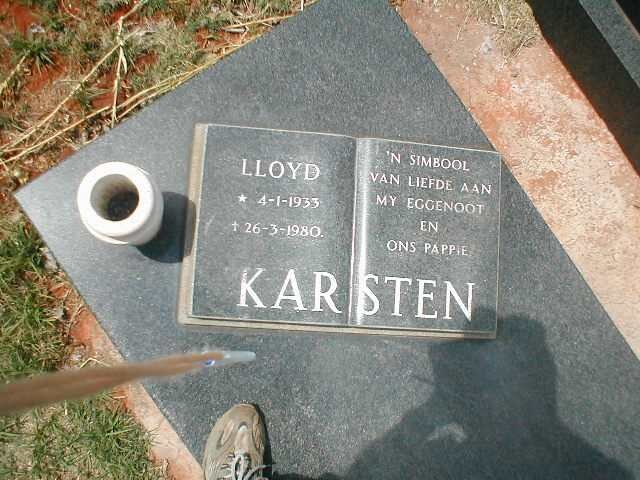 LLOYD
★ 4-1-1933
† 26-3-1980.
'N SIMBOOL
VAN LIEFDE AAN
MY EGGENOOT
EN
ONS PAPPIE.
KARSTEN